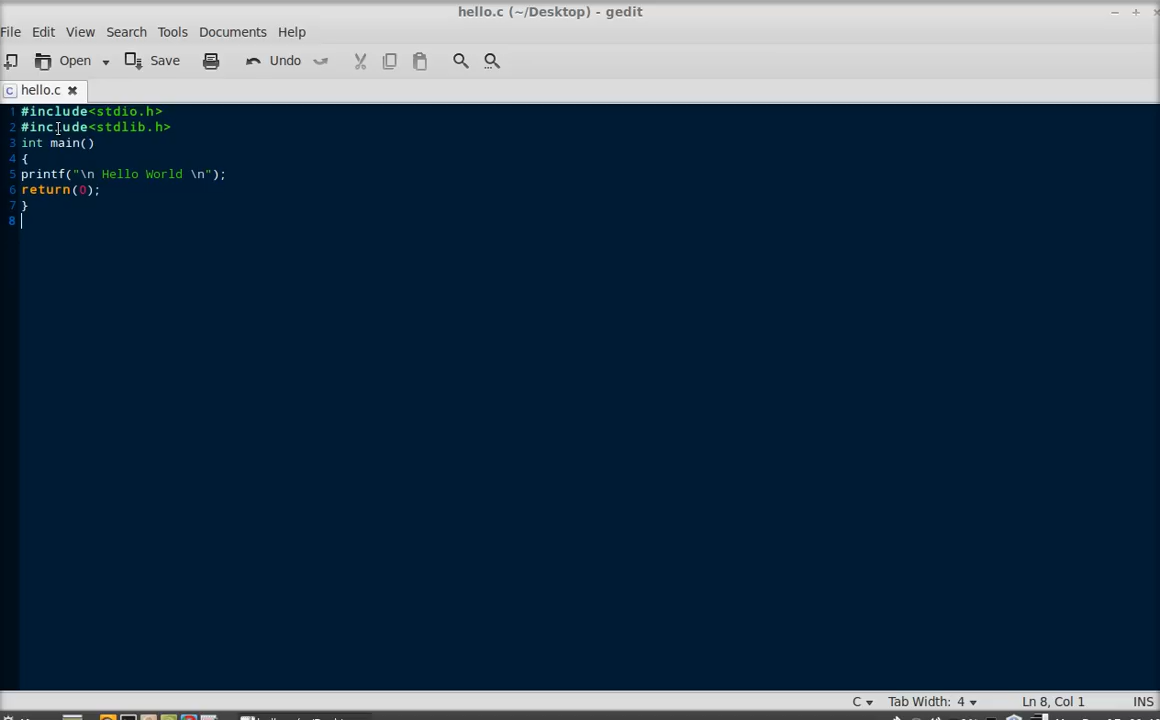 hello.c (~/Desktop) - gedit
File Edit View Search Tools Documents Help
Open Save Undo
C hello.c
1 #include<stdio.h>
2 #include<stdlib.h>
3 int main()
4 {
5 printf("\n Hello World \n");
6 return(0);
7 }
8
C Tab Width: 4 Ln 8, Col 1 INS